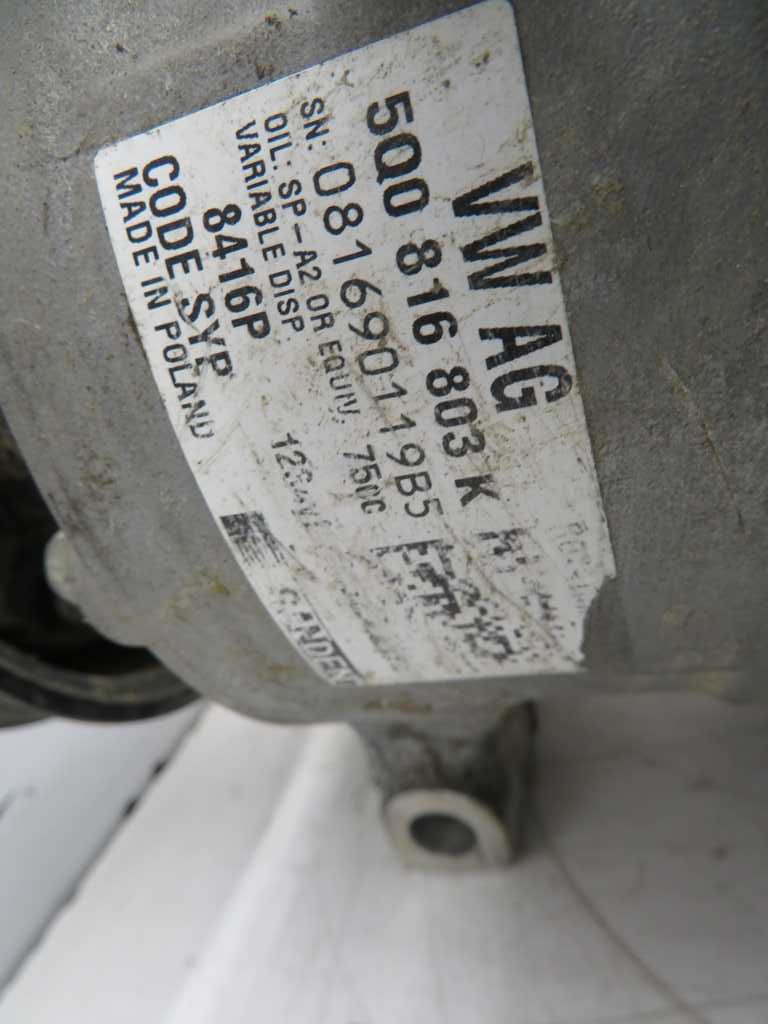 VW AG
5Q0 816 803 K
SN: 081690119B5
OIL: SP-A2 OR EQUIV,
VARIABLE DISP.
8416P
CODE SYP
MADE IN POLAND
SANDEN